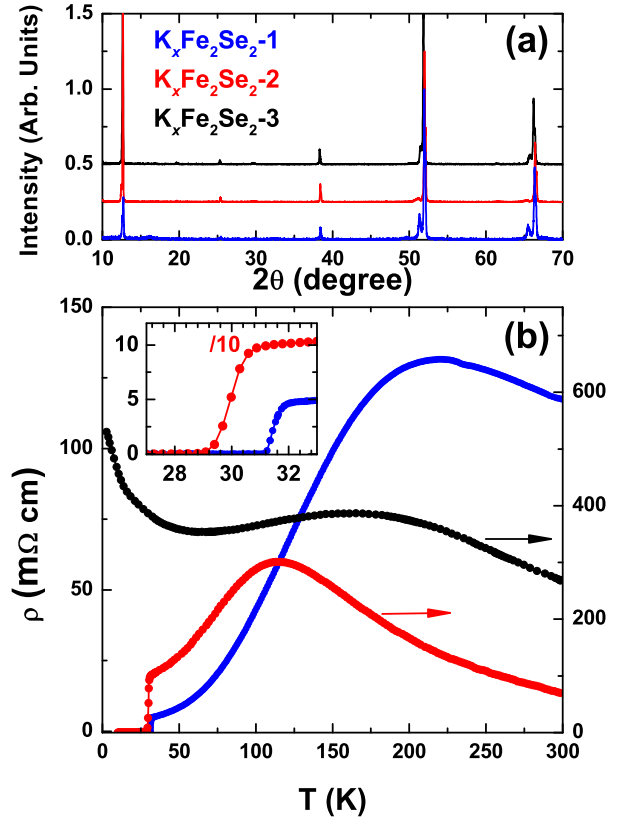 (a)
KxFe2Se2-1
KxFe2Se2-2
KxFe2Se2-3
Intensity (Arb. Units)
1.5
1.0
0.5
0.0
10 20 30 40 50 60 70
2θ (degree)
(b)
150
100
50
0
ρ (mΩ cm)
/10
10
5
0
28 30 32
600
400
200
0
0 50 100 150 200 250 300
T (K)